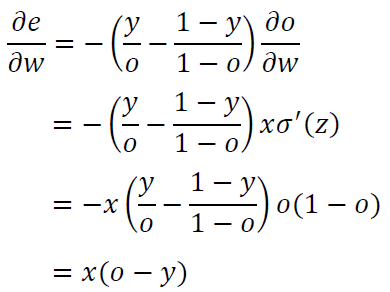 ∂e/∂w = −(y/o − (1 − y)/(1 − o)) ∂o/∂w
= −(y/o − (1 − y)/(1 − o)) xσ′(z)
= −x(y/o − (1 − y)/(1 − o)) o(1 − o)
= x(o − y)